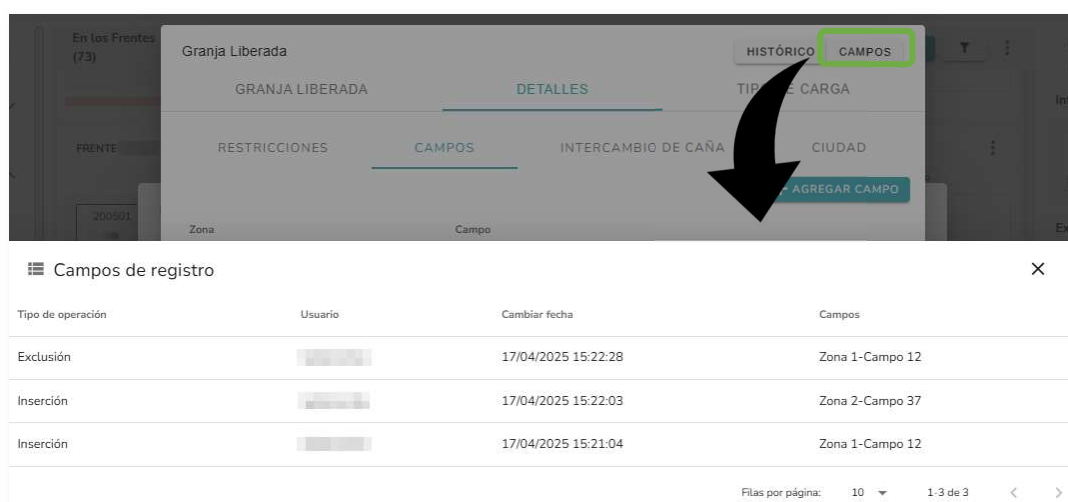 En los Frentes
(73)
Granja Liberada
HISTÓRICO
CAMPOS
GRANJA LIBERADA
DETALLES
CARGA
FRENTE
RESTRICCIONES
CAMPOS
INTERCAMBIO DE CAÑA
CIUDAD
AGREGAR CAMPO
200501
Zona
Campo
Campos de registro
Tipo de operación
Usuario
Cambiar fecha
Campos
Exclusión
17/04/2025 15:22:28
Zona 1-Campo 12
Inserción
17/04/2025 15:22:03
Zona 2-Campo 37
Inserción
17/04/2025 15:21:04
Zona 1-Campo 12
Filas por página:
10
1-3 de 3